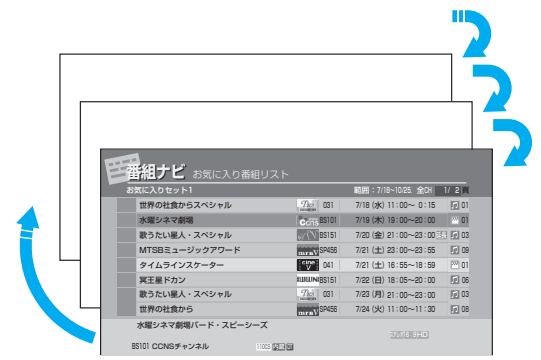 番組ナビ お気に入り番組リスト
お気に入りセット1 範囲：7/18~10/25 全CH 1/ 2 頁
世界の社食からスペシャル 031 7/18 (水) 11:00~ 0:15 01
水曜シネマ劇場 CCNS BS101 7/19 (木) 19:00~20:00 01
歌うたい星人・スペシャル BS151 7/20 (金) 21:00~23:00 03
MTSBミュージックアワード mrmV SP456 7/21 (土) 23:00~23:55 09
タイムラインスケーター cine V 041 7/21 (土) 16:55~18:59 01
冥王星ドカン BS151 7/22 (日) 18:05~20:00 06
歌うたい星人・スペシャル 031 7/23 (月) 21:00~23:00 03
世界の社食から mrmV SP456 7/24 (火) 11:00~11:30 08
水曜シネマ劇場バード・スピーシーズ
BS101 CCNSチャンネル 110CS